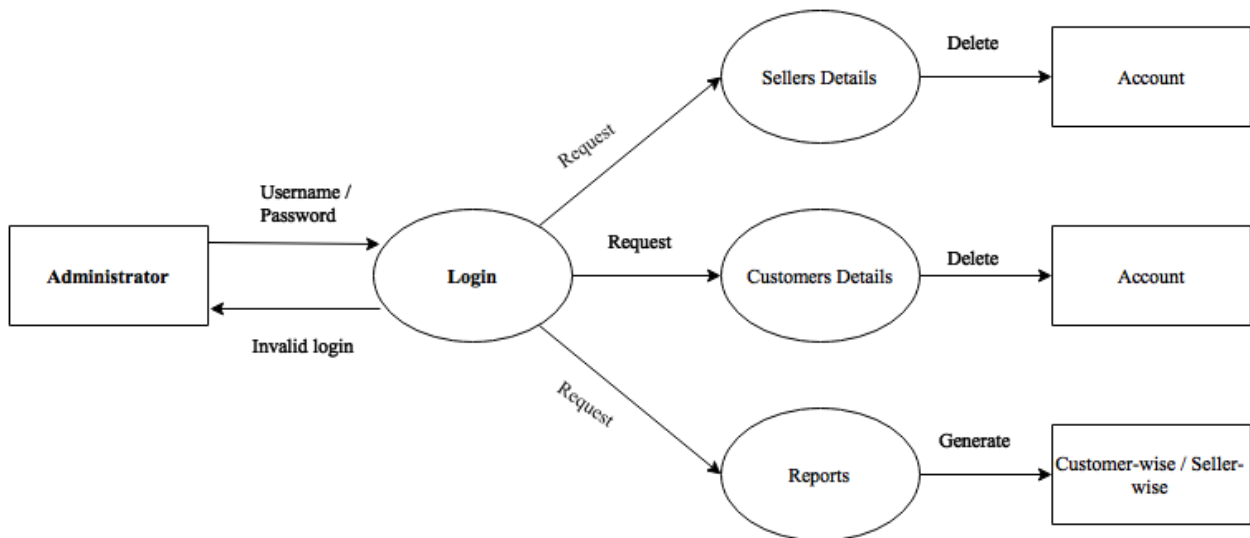 Delete
Sellers Details
Account
Request
Username /
Password
Administrator
Login
Invalid login
Request
Customers Details
Delete
Account
Request
Reports
Generate
Customer-wise / Seller-
wise